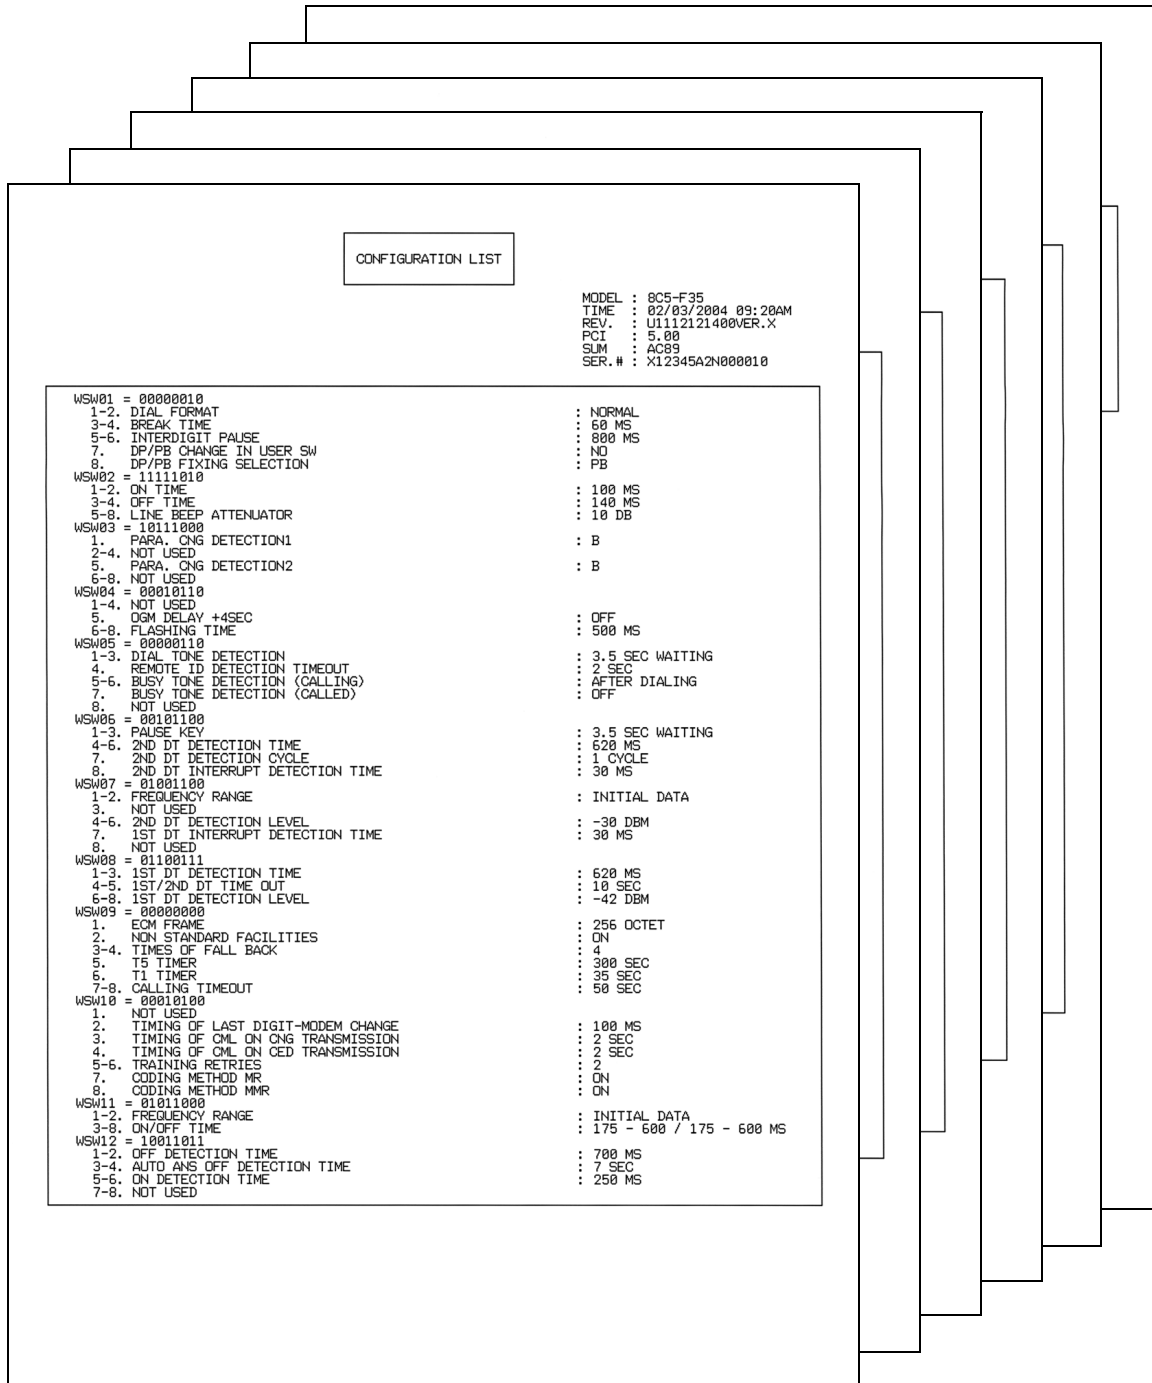 CONFIGURATION LIST
MODEL : 8C5-F35
TIME : 02/03/2004 09:20AM
REV. : U1112121400VER.X
PCI : 5.00
SUM : AC89
SER.# : X12345A2N000010
WSW01 = 00000010
1-2. DIAL FORMAT : NORMAL
3-4. BREAK TIME : 60 MS
5-6. INTERDIGIT PAUSE : 800 MS
7. DP/PB CHANGE IN USER SW : NO
8. DP/PB FIXING SELECTION : PB
WSW02 = 11111010
1-2. ON TIME : 100 MS
3-4. OFF TIME : 140 MS
5-8. LINE BEEP ATTENUATOR : 10 DB
WSW03 = 10111000
1. PARA. CNG DETECTION1 : B
2-4. NOT USED
5. PARA. CNG DETECTION2 : B
6-8. NOT USED
WSW04 = 00010110
1-4. NOT USED
5. OGM DELAY +4SEC : OFF
6-8. FLASHING TIME : 500 MS
WSW05 = 00000110
1-3. DIAL TONE DETECTION : 3.5 SEC WAITING
4. REMOTE ID DETECTION TIMEOUT : 2 SEC
5-6. BUSY TONE DETECTION (CALLING) : AFTER DIALING
7. BUSY TONE DETECTION (CALLED) : OFF
8. NOT USED
WSW06 = 00101100
1-3. PAUSE KEY : 3.5 SEC WAITING
4-6. 2ND DT DETECTION TIME : 620 MS
7. 2ND DT DETECTION CYCLE : 1 CYCLE
8. 2ND DT INTERRUPT DETECTION TIME : 30 MS
WSW07 = 01001100
1-2. FREQUENCY RANGE : INITIAL DATA
3. NOT USED
4-6. 2ND DT DETECTION LEVEL : -30 DBM
7. 1ST DT INTERRUPT DETECTION TIME : 30 MS
8. NOT USED
WSW08 = 01100111
1-3. 1ST DT DETECTION TIME : 620 MS
4-5. 1ST/2ND DT TIME OUT : 10 SEC
6-8. 1ST DT DETECTION LEVEL : -42 DBM
WSW09 = 00000000
1. ECM FRAME : 256 OCTET
2. NON STANDARD FACILITIES : ON
3-4. TIMES OF FALL BACK : 4
5. T5 TIMER : 300 SEC
6. T1 TIMER : 35 SEC
7-8. CALLING TIMEOUT : 50 SEC
WSW10 = 00010100
1. NOT USED
2. TIMING OF LAST DIGIT-MODEM CHANGE : 100 MS
3. TIMING OF CML ON CNG TRANSMISSION : 2 SEC
4. TIMING OF CML ON CED TRANSMISSION : 2 SEC
5-6. TRAINING RETRIES : 2
7. CODING METHOD MR : ON
8. CODING METHOD MMR : ON
WSW11 = 01011000
1-2. FREQUENCY RANGE : INITIAL DATA
3-8. ON/OFF TIME : 175 - 600 / 175 - 600 MS
WSW12 = 10011011
1-2. OFF DETECTION TIME : 700 MS
3-4. AUTO ANS OFF DETECTION TIME : 7 SEC
5-6. ON DETECTION TIME : 250 MS
7-8. NOT USED